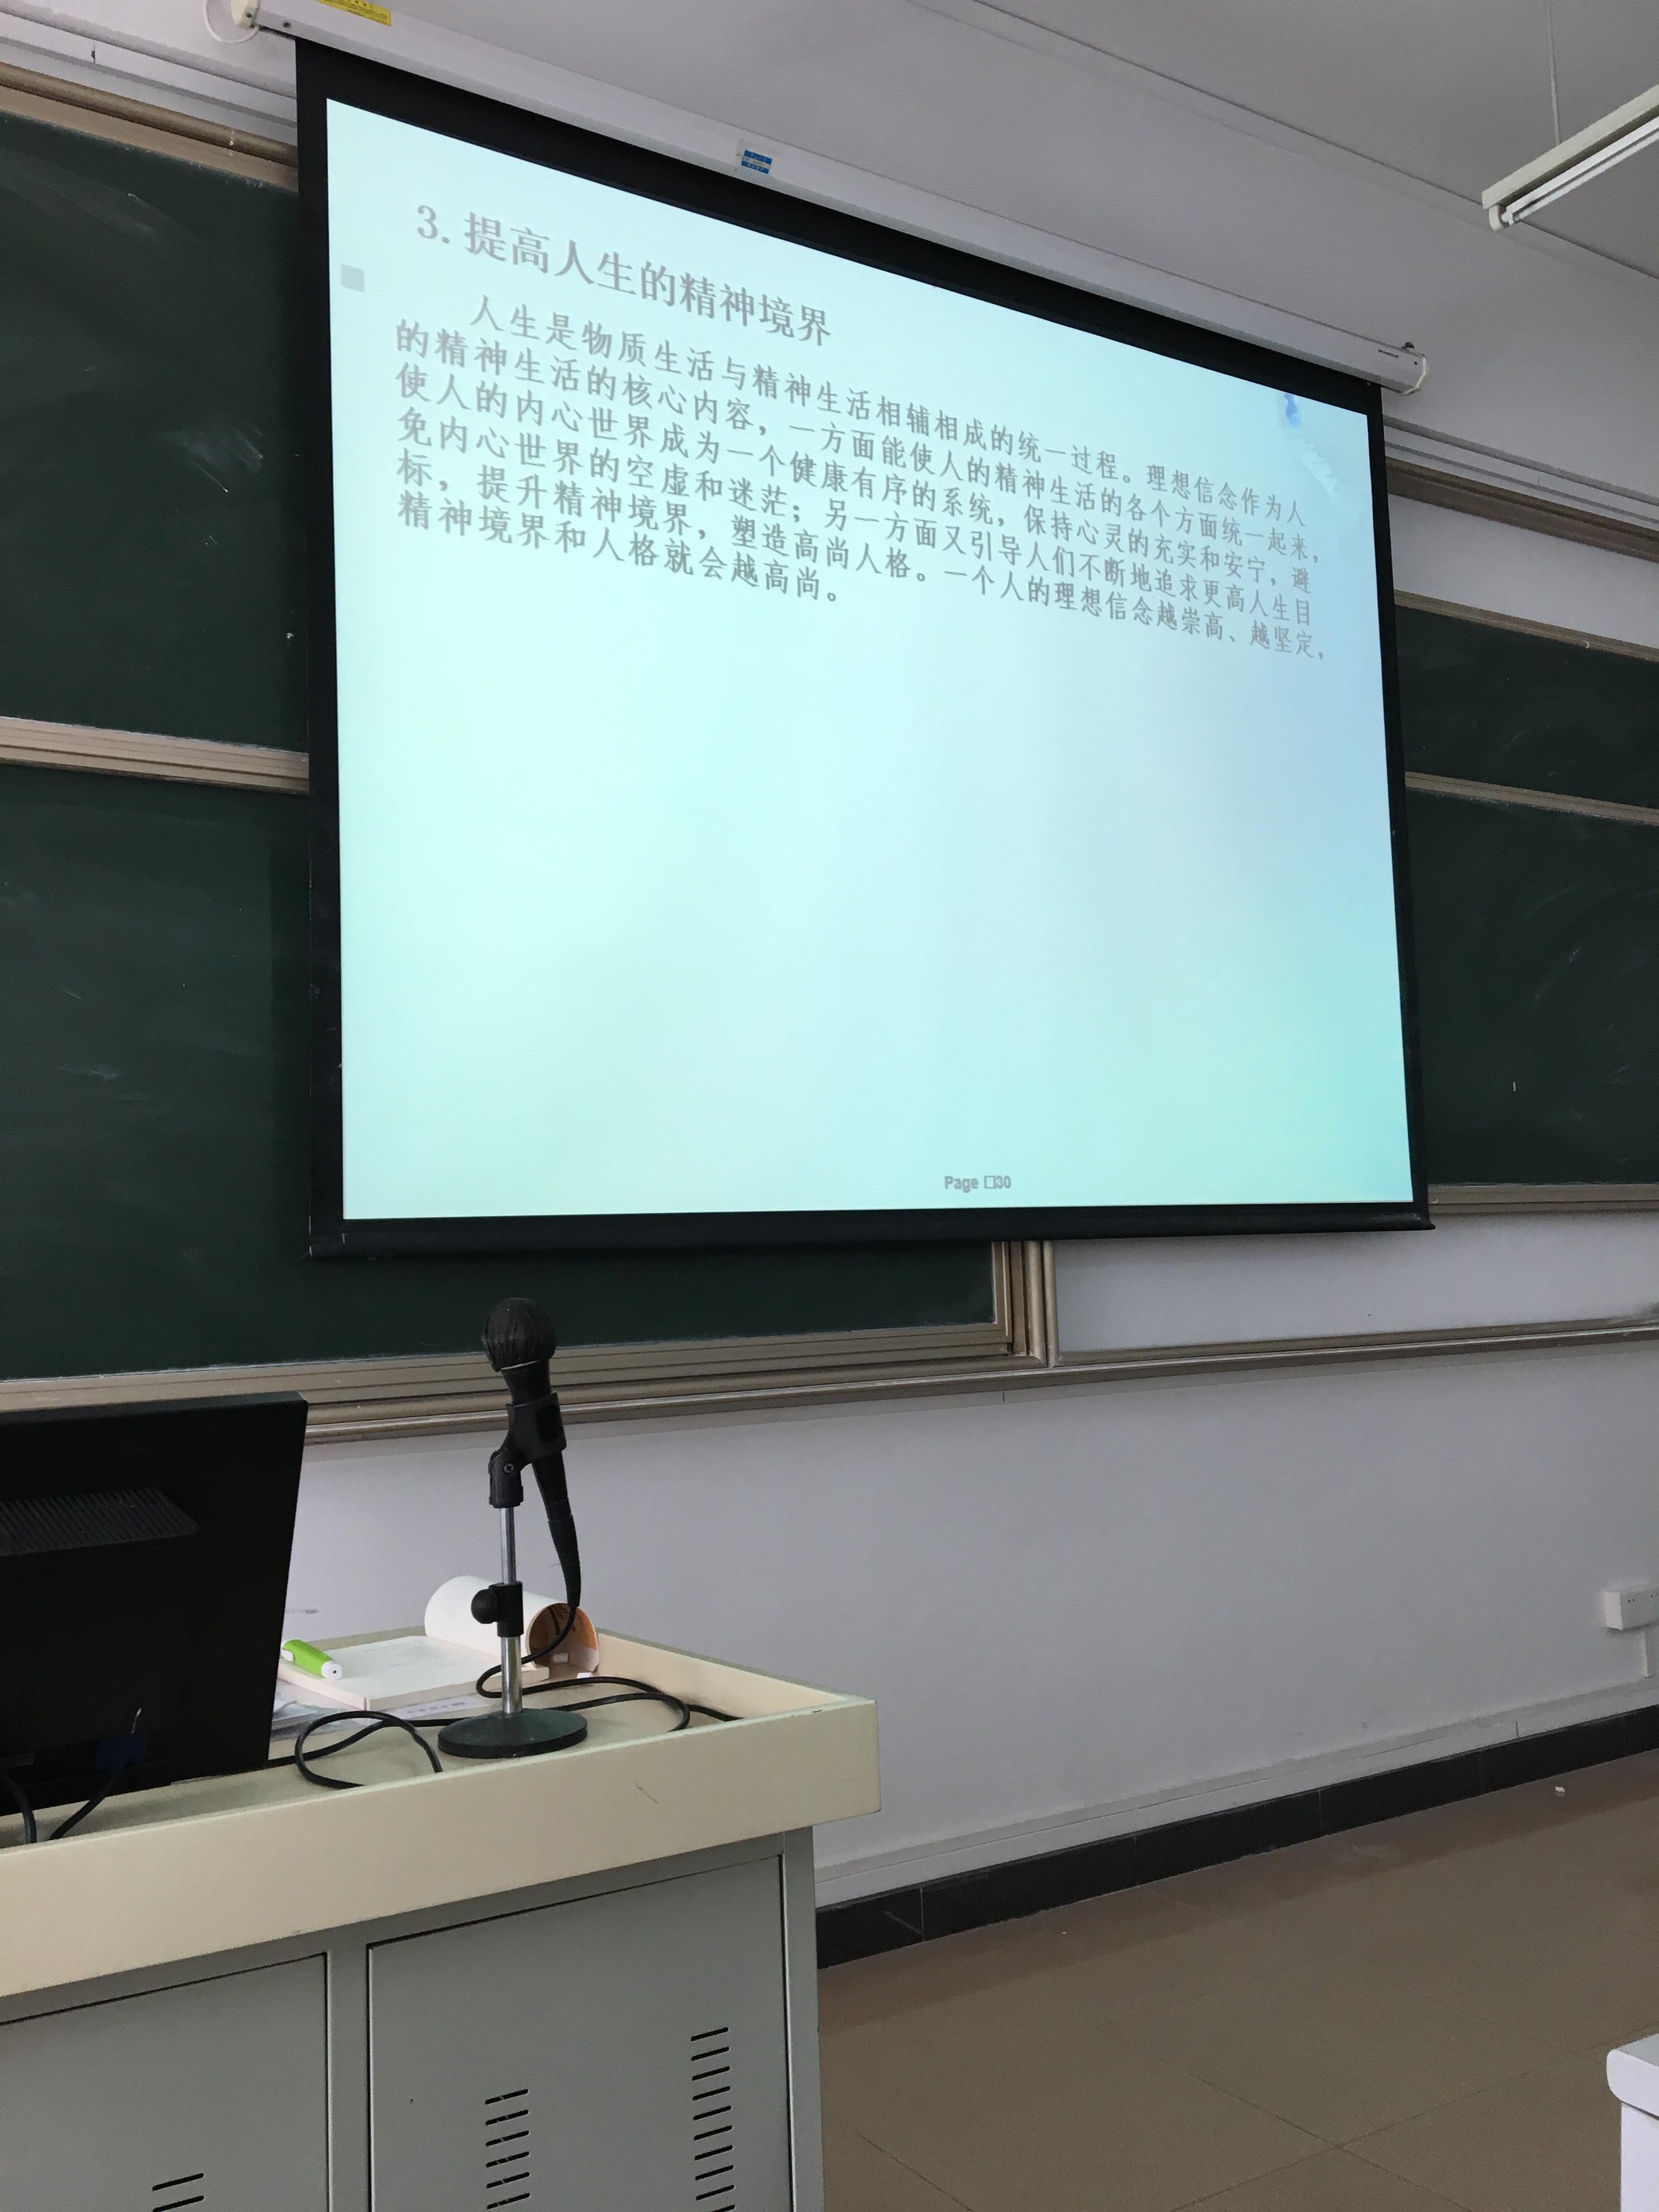 3.提高人生的精神境界
人生是物质生活与精神生活相辅相成的统一过程。理想信念作为人
的精神生活的核心内容，一方面能使人的精神生活的各个方面统一起来，
使人的内心世界成为一个健康有序的系统，保持心灵的充实和安宁，避
免内心世界的空虚和迷茫；另一方面又引导人们不断地追求更高人生目
标，提升精神境界，塑造高尚人格。一个人的理想信念越崇高、越坚定，
精神境界和人格就会越高尚。
Page □30